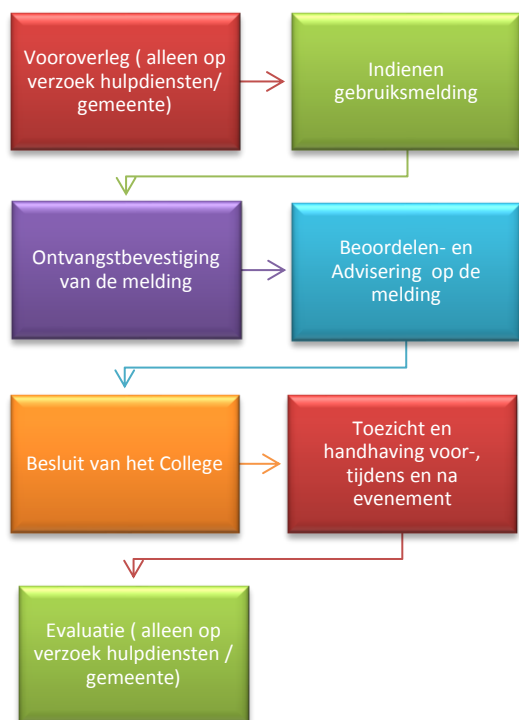 Vooroverleg ( alleen op
verzoek hulpdiensten/
gemeente)
Indienen
gebruiksmelding
Ontvangstbevestiging
van de melding
Beoordelen- en
Advisering op de
melding
Besluit van het College
Toezicht en
handhaving voor-,
tijdens en na
evenement
Evaluatie ( alleen op
verzoek hulpdiensten /
gemeente)